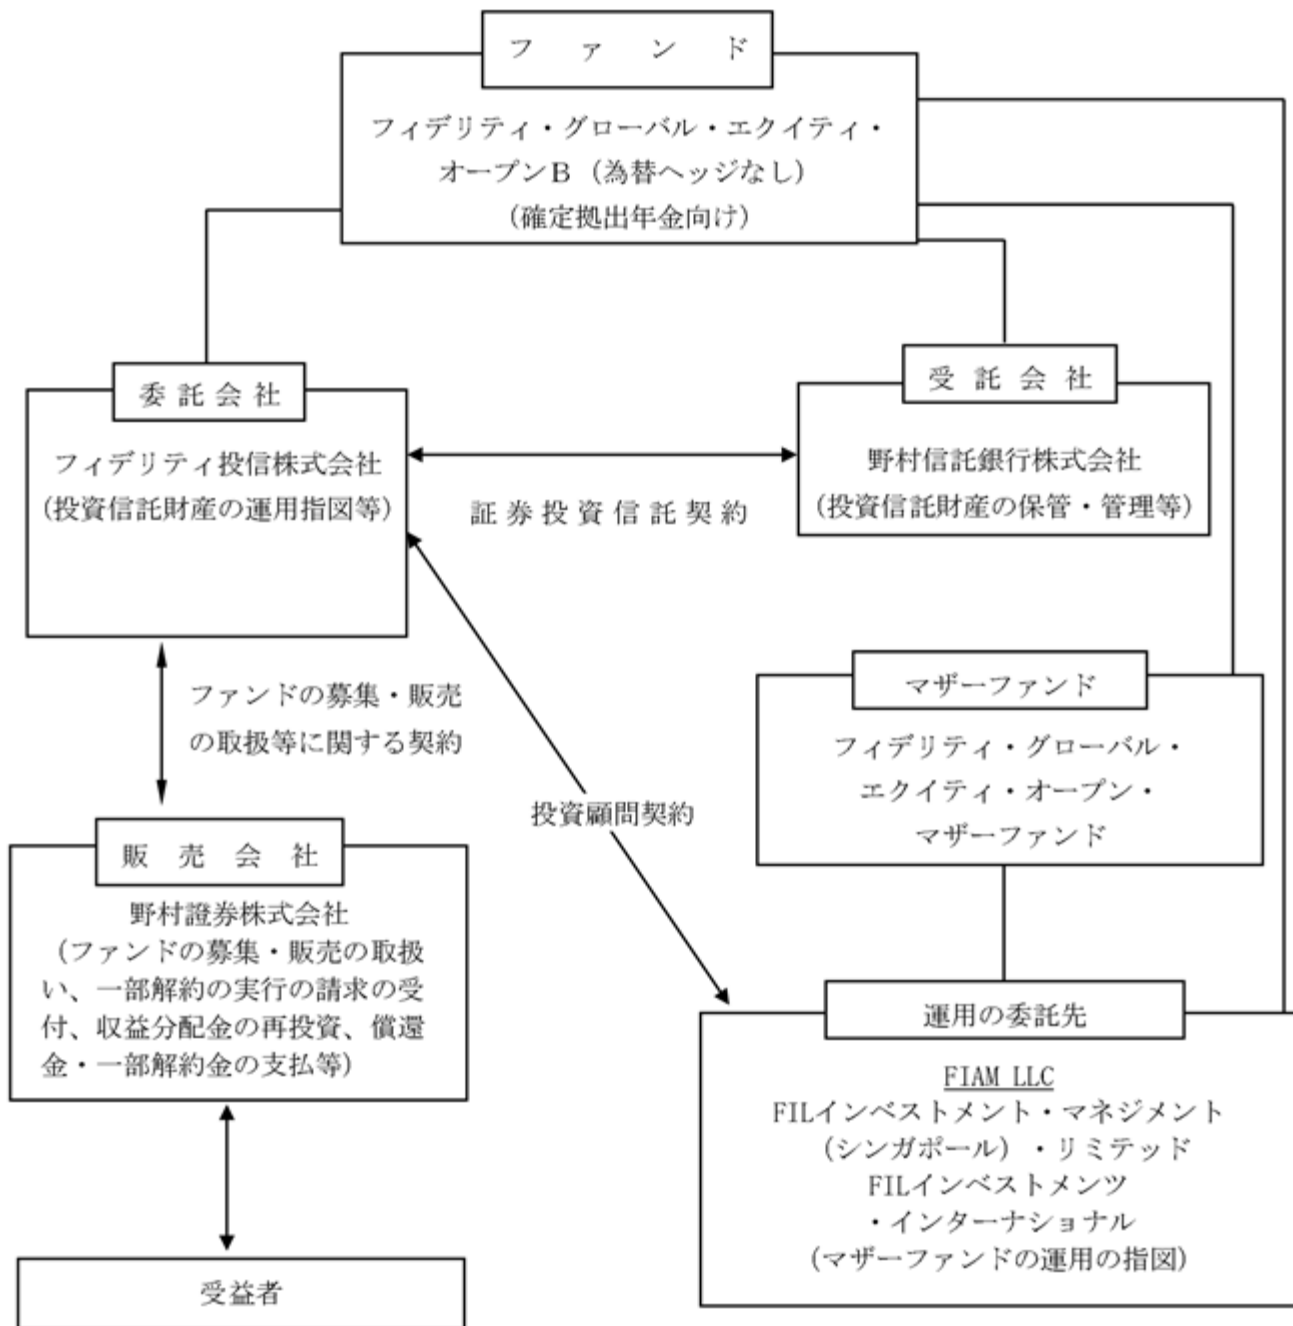 ファンド
フィデリティ・グローバル・エクイティ・
オープンＢ（為替ヘッジなし）
（確定拠出年金向け）
委託会社
フィデリティ投信株式会社
（投資信託財産の運用指図等）
証券投資信託契約
受託会社
野村信託銀行株式会社
（投資信託財産の保管・管理等）
ファンドの募集・販売
の取扱等に関する契約
投資顧問契約
マザーファンド
フィデリティ・グローバル・
エクイティ・オープン・
マザーファンド
販売会社
野村證券株式会社
（ファンドの募集・販売の取扱
い、一部解約の実行の請求の受
付、収益分配金の再投資、償還
金・一部解約金の支払等）
運用の委託先
FIAM LLC
FILインベストメント・マネジメント
（シンガポール）・リミテッド
FILインベストメンツ
・インターナショナル
（マザーファンドの運用の指図）
受益者